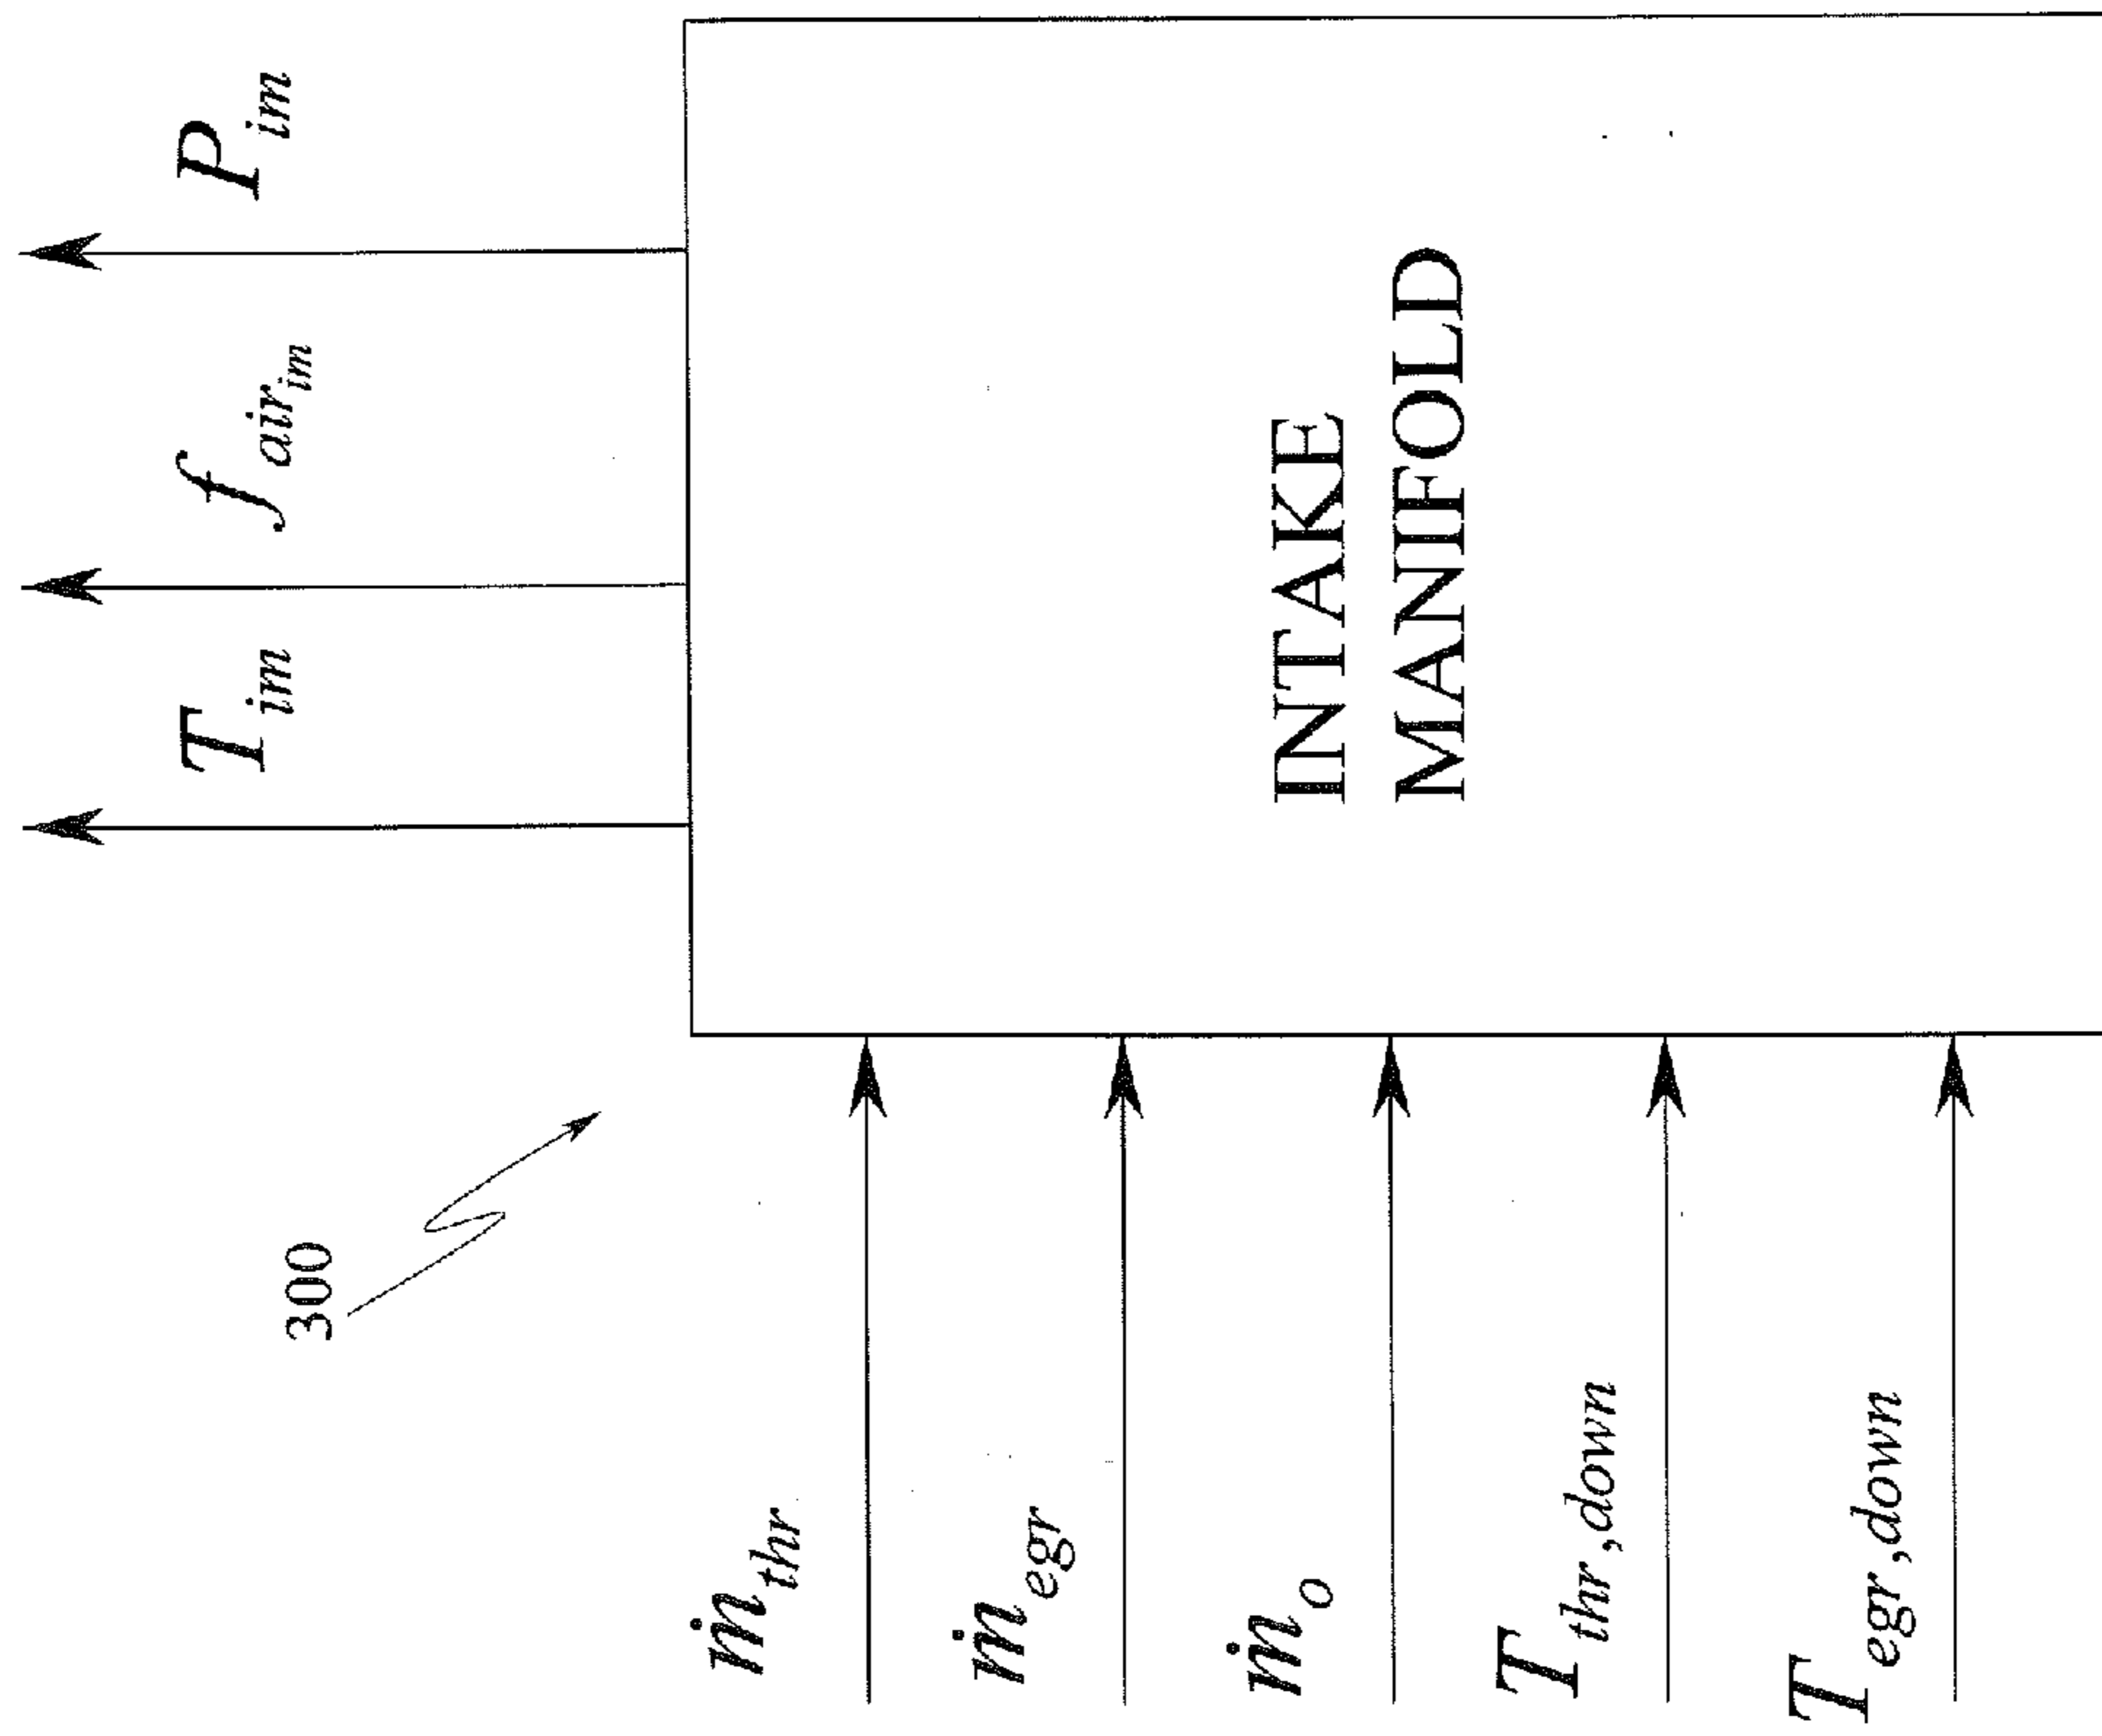 300
T_im
f_air_im
P_im
ṁ_thr
ṁ_egr
ṁ_o
T_thr,down
T_egr,down
INTAKE
MANIFOLD